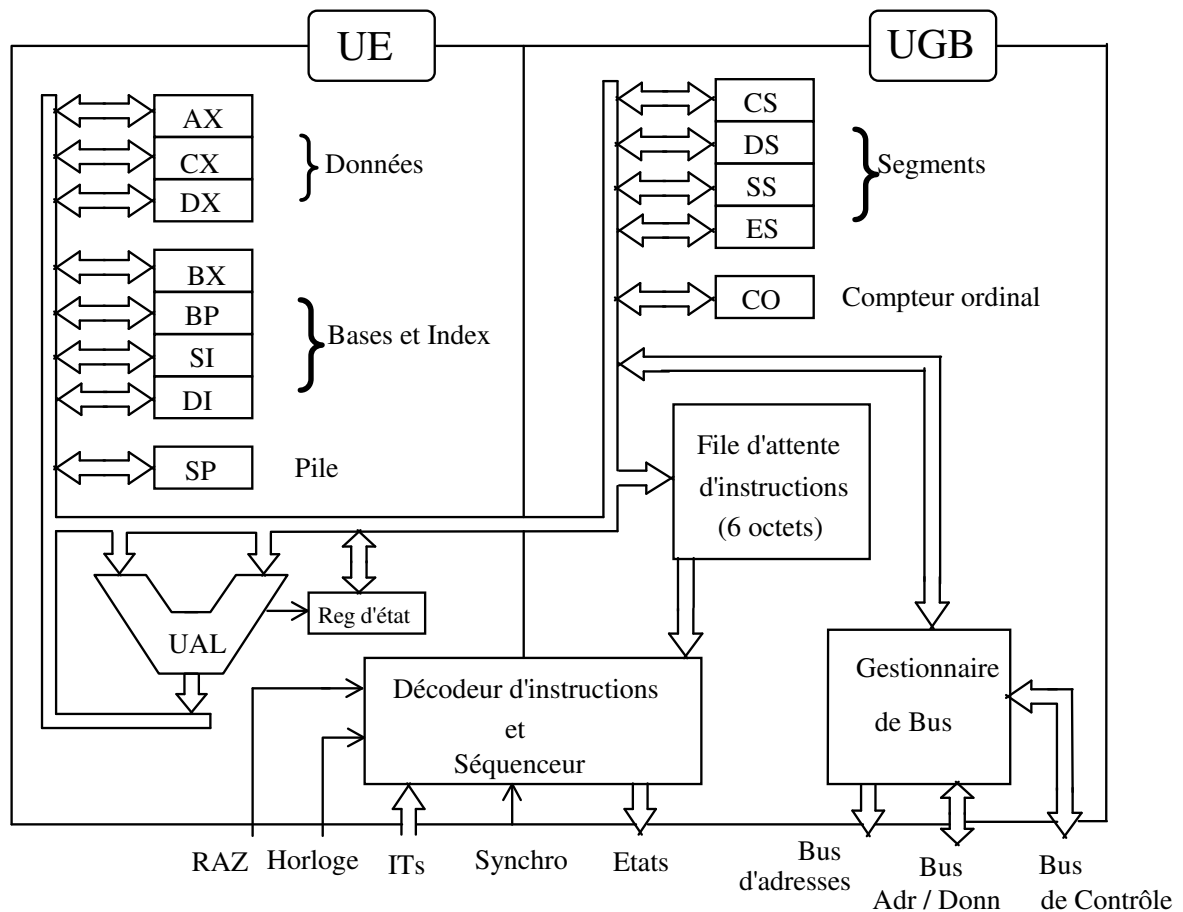 UE
UGB
AX
CX
DX
Données
BX
BP
SI
DI
Bases et Index
SP
Pile
CS
DS
SS
ES
Segments
CO
Compteur ordinal
File d'attente
d'instructions
(6 octets)
UAL
Reg d'état
Décodeur d'instructions
et
Séquenceur
Gestionnaire
de Bus
RAZ
Horloge
ITs
Synchro
Etats
Bus
d'adresses
Bus
Adr / Donn
Bus
de Contrôle